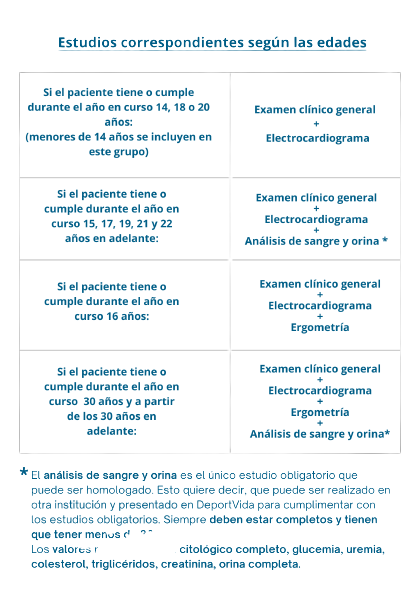 Estudios correspondientes según las edades
Si el paciente tiene o cumple
durante el año en curso 14, 18 o 20
años:
(menores de 14 años se incluyen en
este grupo)
Examen clínico general
+
Electrocardiograma
Si el paciente tiene o
cumple durante el año en
curso 15, 17, 19, 21 y 22
años en adelante:
Examen clínico general
+
Electrocardiograma
+
Análisis de sangre y orina *
Si el paciente tiene o
cumple durante el año en
curso 16 años:
Examen clínico general
+
Electrocardiograma
+
Ergometría
Si el paciente tiene o
cumple durante el año en
curso 30 años y a partir
de los 30 años en
adelante:
Examen clínico general
+
Electrocardiograma
+
Ergometría
+
Análisis de sangre y orina*
* El análisis de sangre y orina es el único estudio obligatorio que
puede ser homologado. Esto quiere decir, que puede ser realizado en
otra institución y presentado en DeportVida para cumplimentar con
los estudios obligatorios. Siempre deben estar completos y tienen
que tener menos
Los valores citológico completo, glucemia, uremia,
colesterol, triglicéridos, creatinina, orina completa.